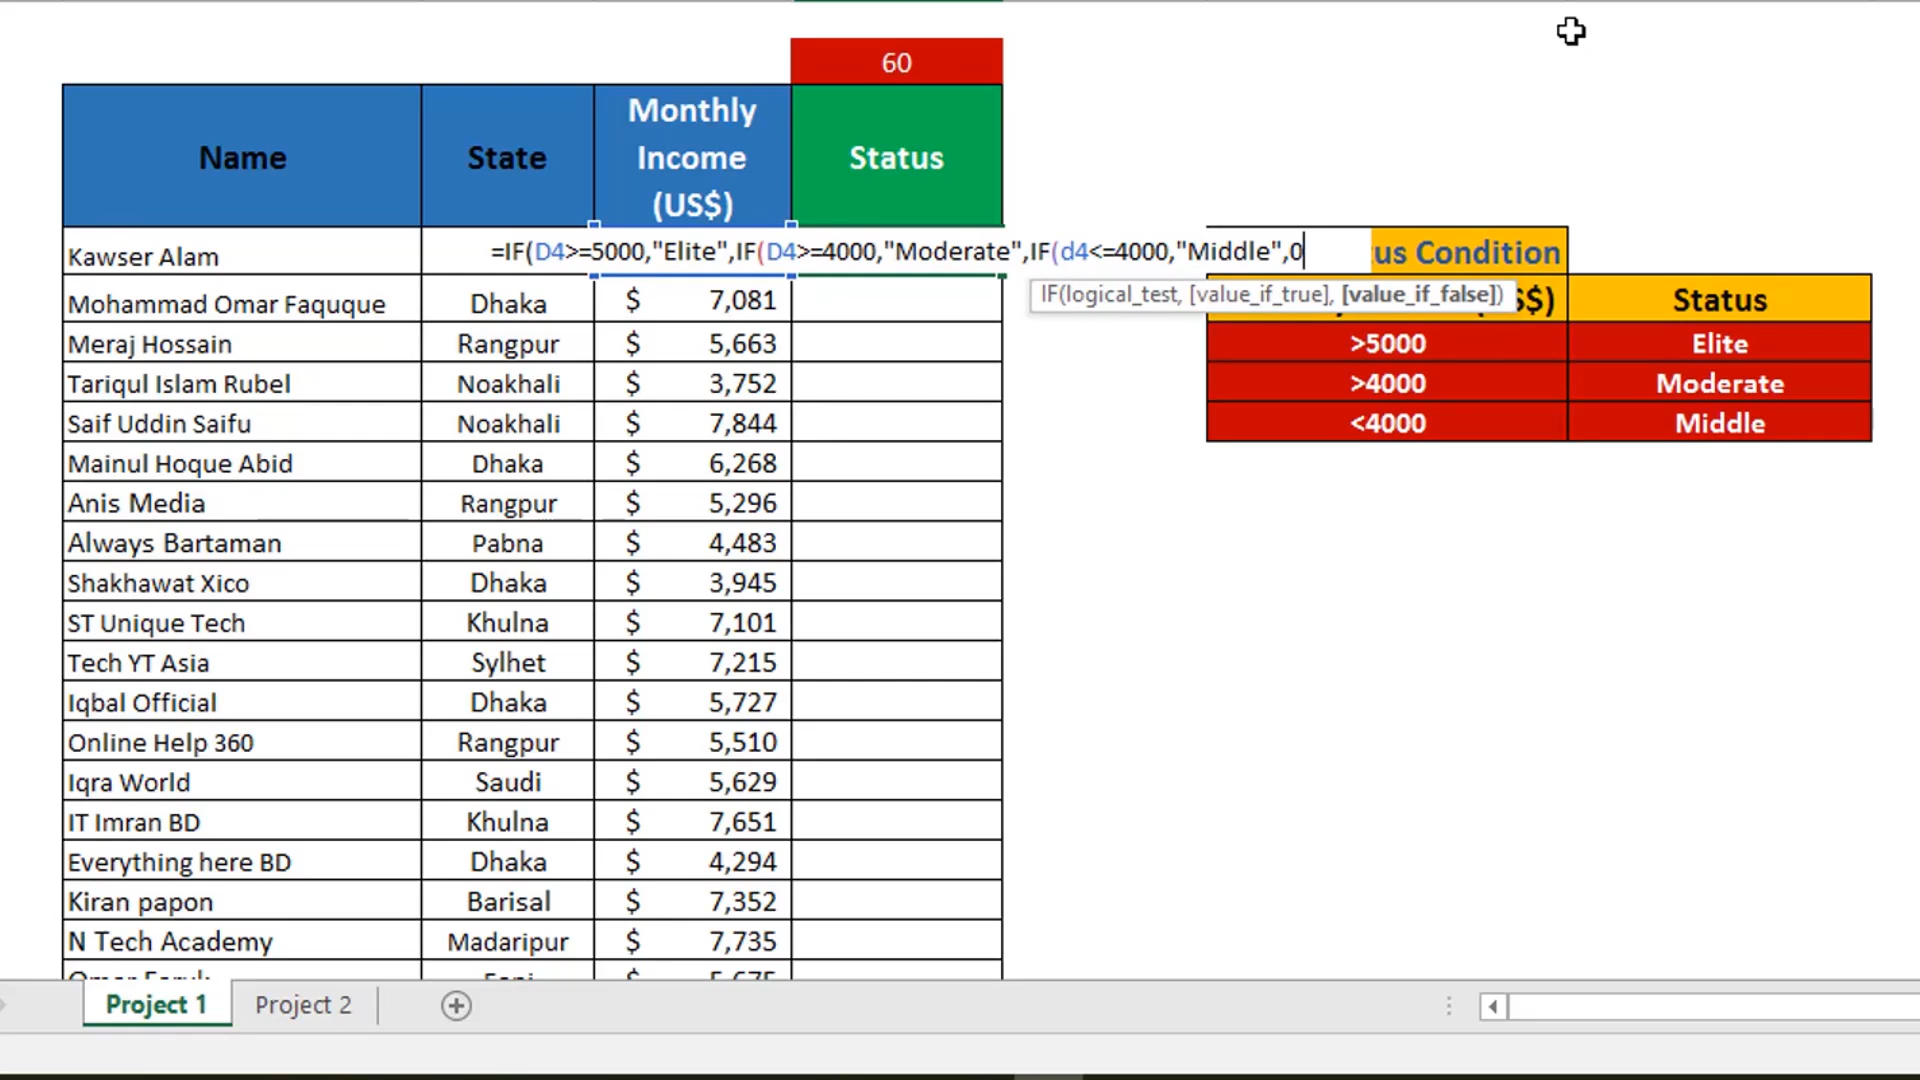 60
Name State Monthly Income (US$) Status
Kawser Alam =IF(D4>=5000,"Elite",IF(D4>=4000,"Moderate",IF(d4<=4000,"Middle",0
us Condition
IF(logical_test, [value_if_true], [value_if_false])
S$) Status
Mohammad Omar Faquque Dhaka $ 7,081
Meraj Hossain Rangpur $ 5,663 >5000 Elite
Tariqul Islam Rubel Noakhali $ 3,752 >4000 Moderate
Saif Uddin Saifu Noakhali $ 7,844 <4000 Middle
Mainul Hoque Abid Dhaka $ 6,268
Anis Media Rangpur $ 5,296
Always Bartaman Pabna $ 4,483
Shakhawat Xico Dhaka $ 3,945
ST Unique Tech Khulna $ 7,101
Tech YT Asia Sylhet $ 7,215
Iqbal Official Dhaka $ 5,727
Online Help 360 Rangpur $ 5,510
Iqra World Saudi $ 5,629
IT Imran BD Khulna $ 7,651
Everything here BD Dhaka $ 4,294
Kiran papon Barisal $ 7,352
N Tech Academy Madaripur $ 7,735
Project 1 Project 2